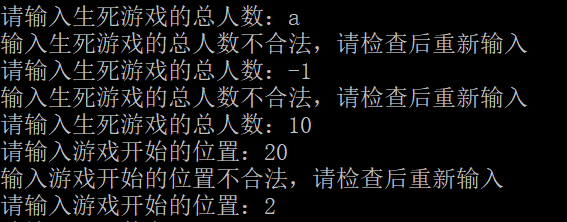 请输入生死游戏的总人数：a
输入生死游戏的总人数不合法，请检查后重新输入
请输入生死游戏的总人数：-1
输入生死游戏的总人数不合法，请检查后重新输入
请输入生死游戏的总人数：10
请输入游戏开始的位置：20
输入游戏开始的位置不合法，请检查后重新输入
请输入游戏开始的位置：2